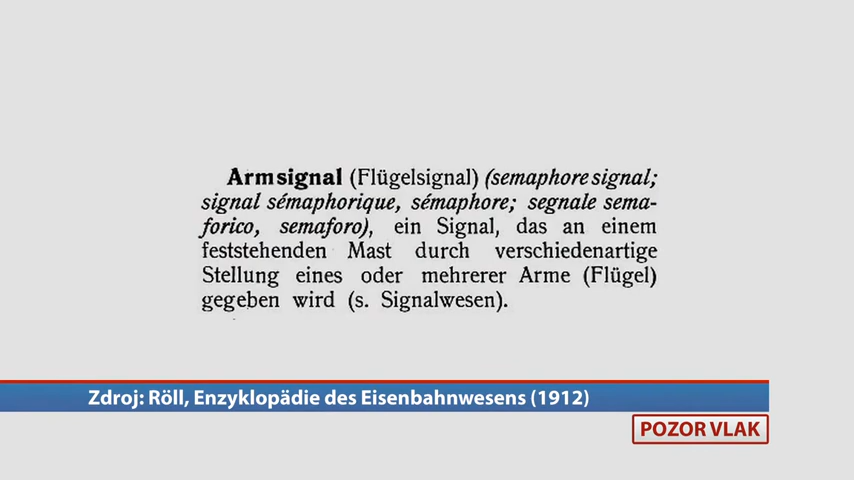 Armsignal (Flügelsignal) (semaphore signal;
signal sémaphorique, sémaphore; segnale sema-
forico, semaforo), ein Signal, das an einem
feststehenden Mast durch verschiedenartige
Stellung eines oder mehrerer Arme (Flügel)
gegeben wird (s. Signalwesen).
Zdroj: Röll, Enzyklopädie des Eisenbahnwesens (1912)
POZOR VLAK